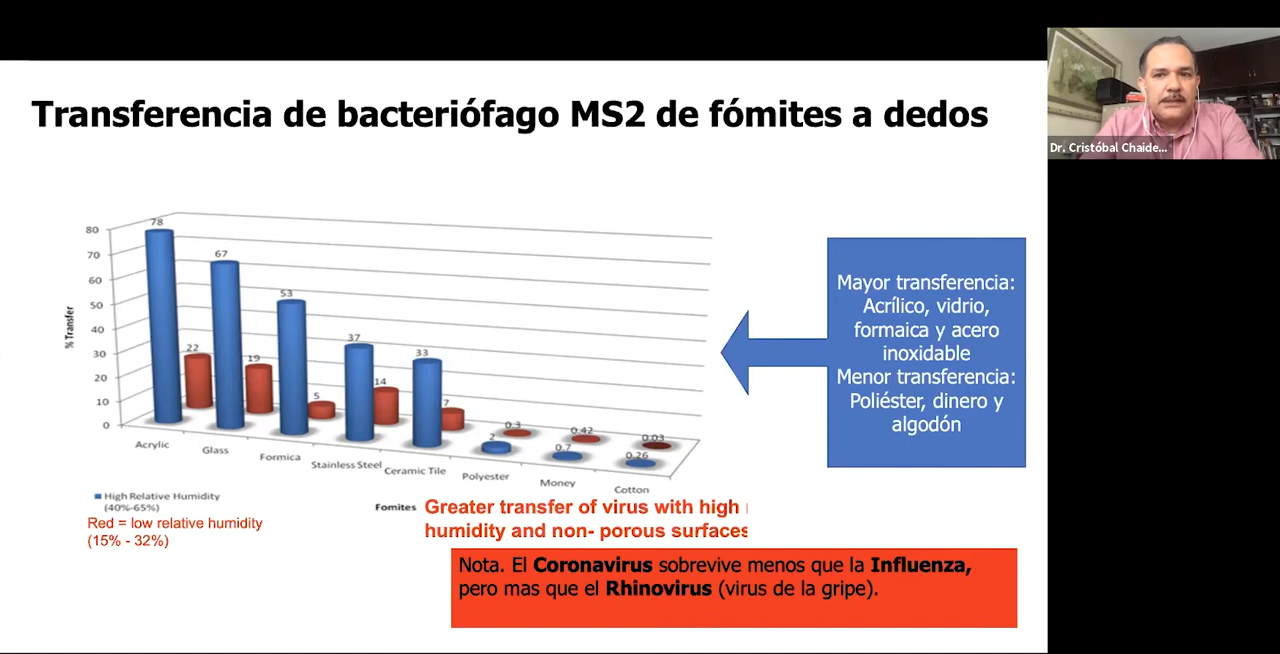 Transferencia de bacteriófago MS2 de fómites a dedos
Dr. Cristóbal Chaide...
% Transfer
80
70
60
50
40
30
20
10
0
78
22
67
19
53
5
37
14
33
7
2
0.3
0.7
0.42
0.26
0.03
Acrylic
Glass
Formica
Stainless Steel
Ceramic Tile
Polyester
Money
Cotton
Fomites
High Relative Humidity
(40%-65%)
Red = low relative humidity
(15% - 32%)
Greater transfer of virus with high
humidity and non- porous surfaces
Mayor transferencia:
Acrílico, vidrio,
formaica y acero
inoxidable
Menor transferencia:
Poliéster, dinero y
algodón
Nota. El Coronavirus sobrevive menos que la Influenza,
pero mas que el Rhinovirus (virus de la gripe).